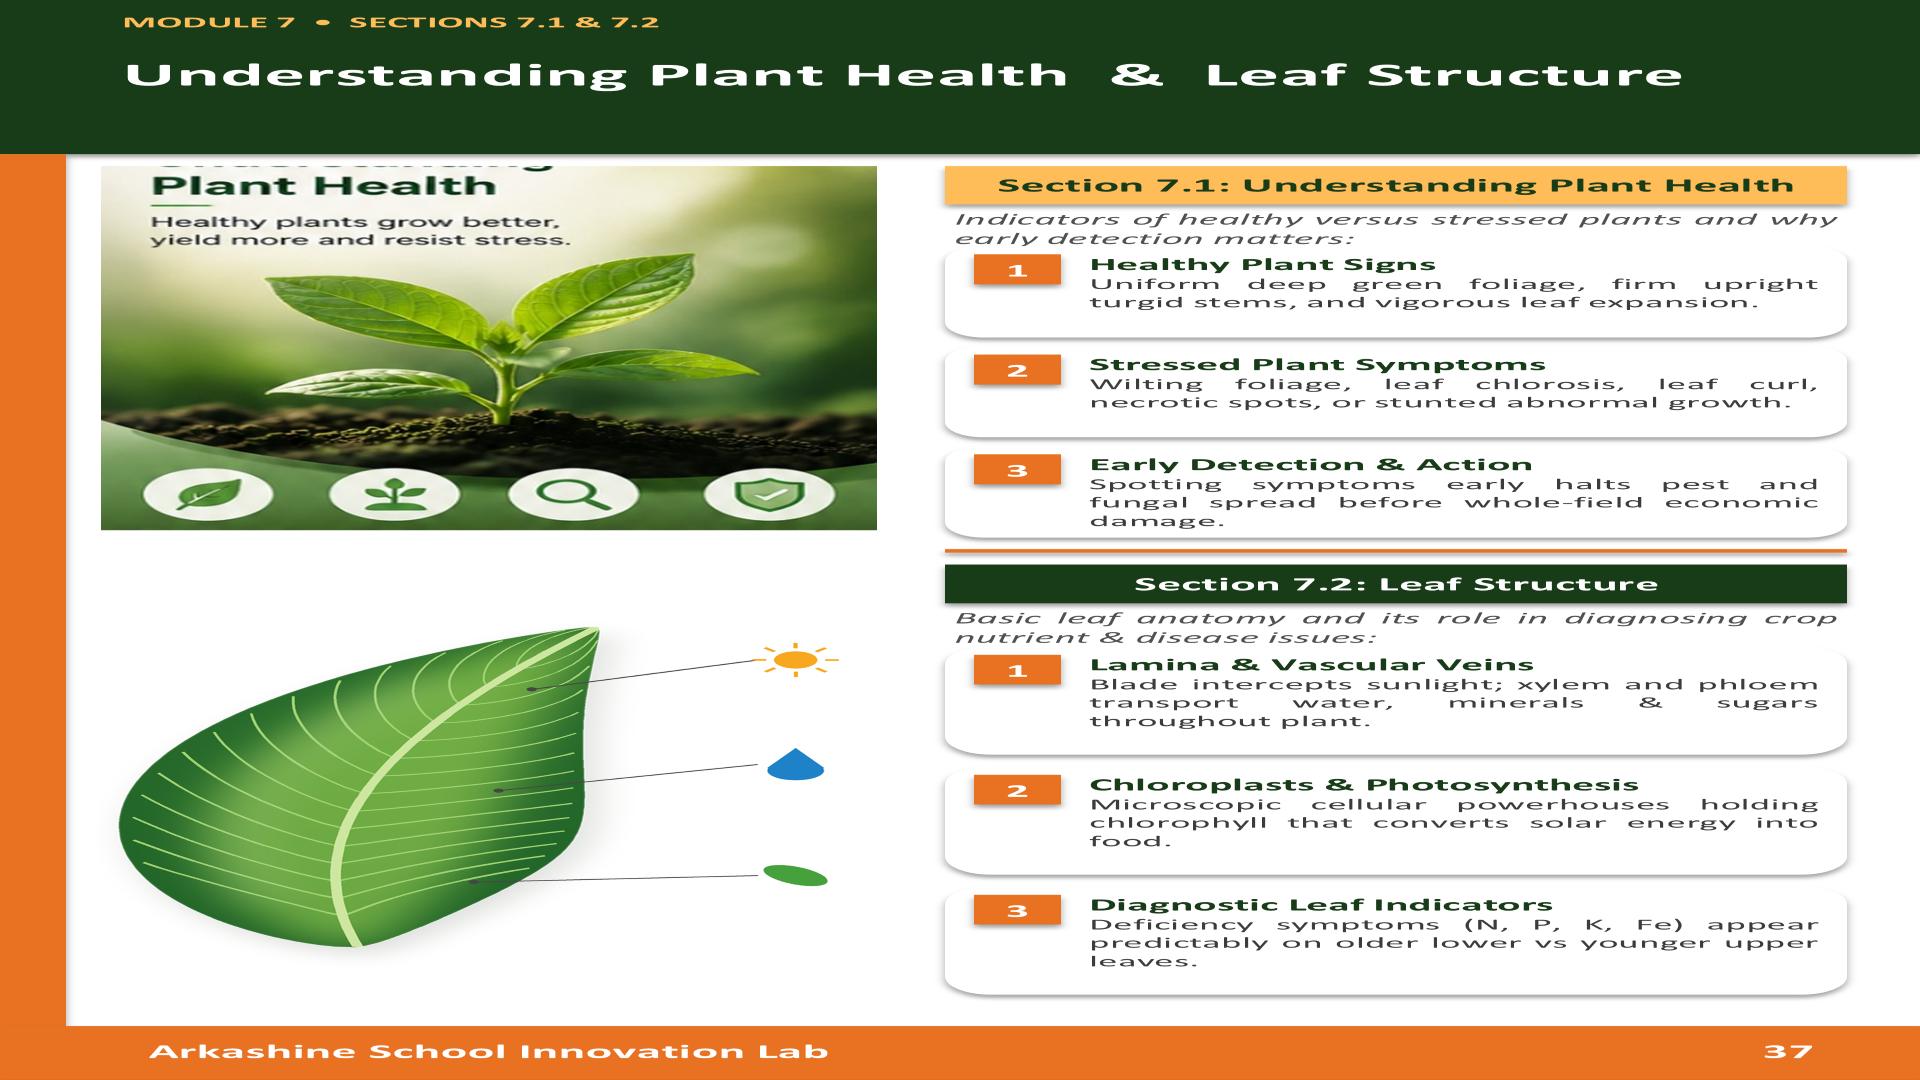 MODULE 7 • SECTIONS 7.1 & 7.2
Understanding Plant Health & Leaf Structure
Plant Health
Healthy plants grow better,
yield more and resist stress.
Section 7.1: Understanding Plant Health
Indicators of healthy versus stressed plants and why
early detection matters:
1
Healthy Plant Signs
Uniform deep green foliage, firm upright
turgid stems, and vigorous leaf expansion.
2
Stressed Plant Symptoms
Wilting foliage, leaf chlorosis, leaf curl,
necrotic spots, or stunted abnormal growth.
3
Early Detection & Action
Spotting symptoms early halts pest and
fungal spread before whole-field economic
damage.
Section 7.2: Leaf Structure
Basic leaf anatomy and its role in diagnosing crop
nutrient & disease issues:
1
Lamina & Vascular Veins
Blade intercepts sunlight; xylem and phloem
transport water, minerals & sugars
throughout plant.
2
Chloroplasts & Photosynthesis
Microscopic cellular powerhouses holding
chlorophyll that converts solar energy into
food.
3
Diagnostic Leaf Indicators
Deficiency symptoms (N, P, K, Fe) appear
predictably on older lower vs younger upper
leaves.
Arkashine School Innovation Lab
37